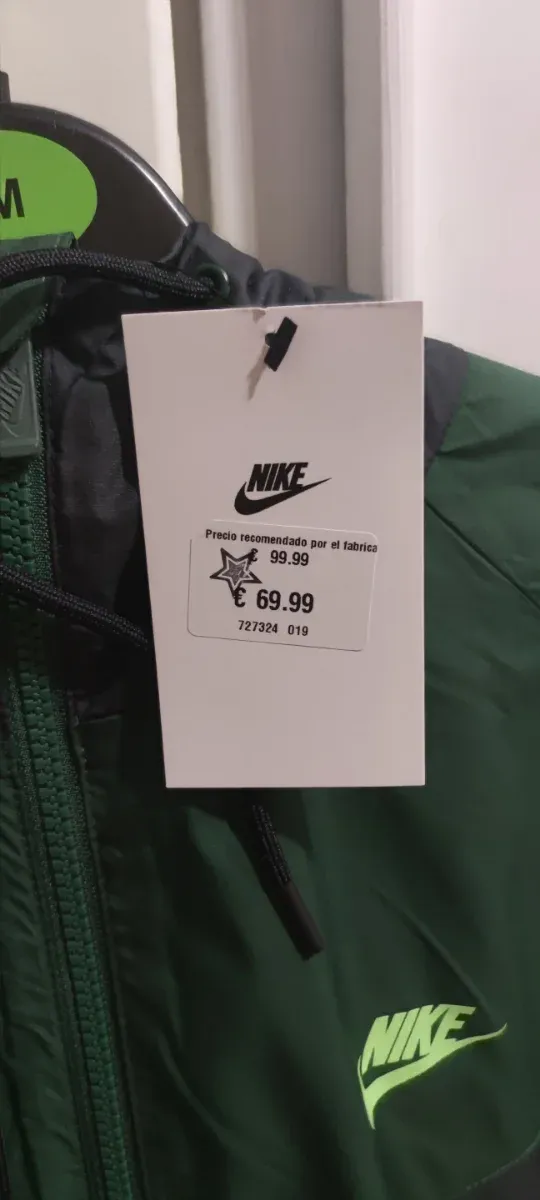 M
NIKE
Precio recomendado por el fabrica
€ 99.99
€ 69.99
727324 019
NIKE